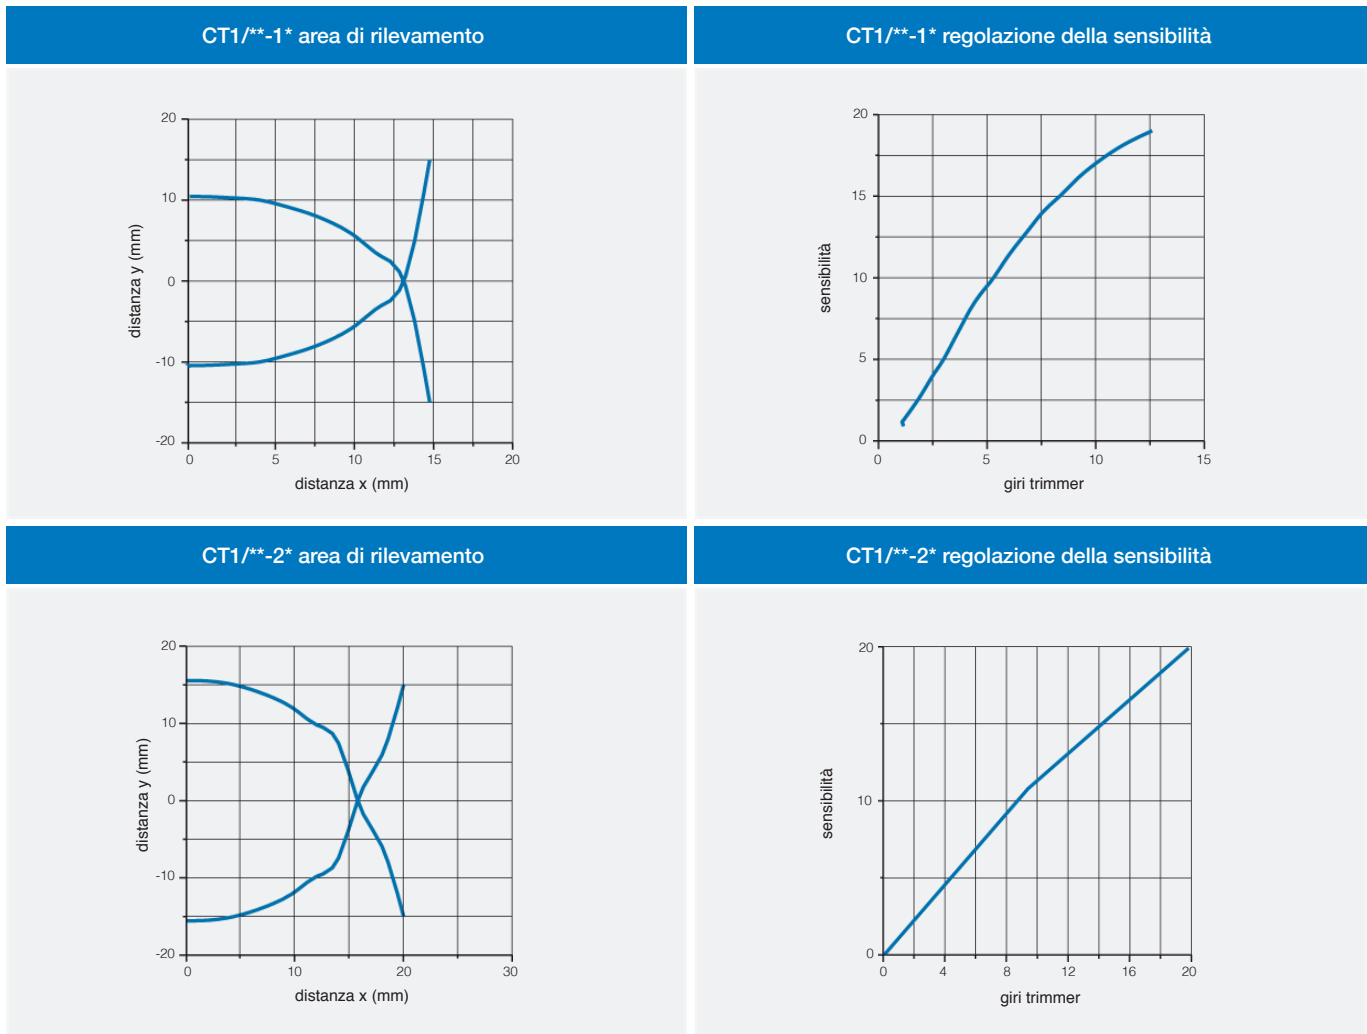 CT1/**-1* area di rilevamento
20
10
0
-10
-20
distanza y (mm)
0 5 10 15 20
distanza x (mm)
CT1/**-1* regolazione della sensibilità
20
15
10
5
0
sensibilità
0 5 10 15
giri trimmer
CT1/**-2* area di rilevamento
20
10
0
-10
-20
distanza y (mm)
0 10 20 30
distanza x (mm)
CT1/**-2* regolazione della sensibilità
20
10
0
sensibilità
0 4 8 12 16 20
giri trimmer